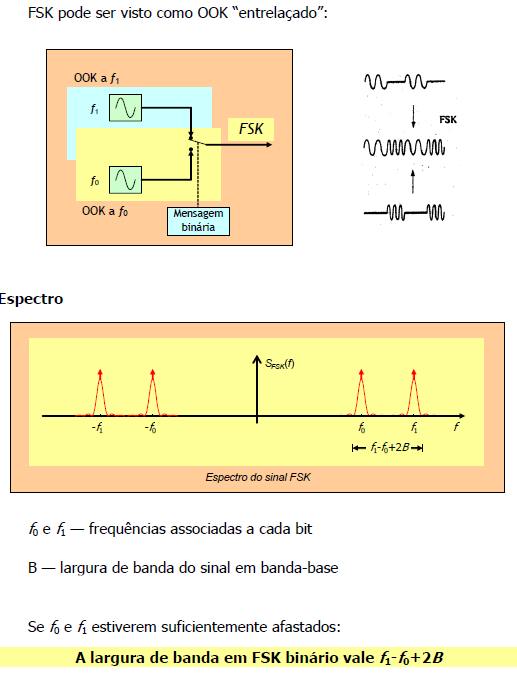 FSK pode ser visto como OOK “entrelaçado”:
OOK a f1
f1
FSK
f0
OOK a f0
Mensagem
binária
FSK
Espectro
SFSK(f)
-f1
-f0
f0
f1
f
f1-f0+2B
Espectro do sinal FSK
f0 e f1 — frequências associadas a cada bit
B — largura de banda do sinal em banda-base
Se f0 e f1 estiverem suficientemente afastados:
A largura de banda em FSK binário vale f1-f0+2B